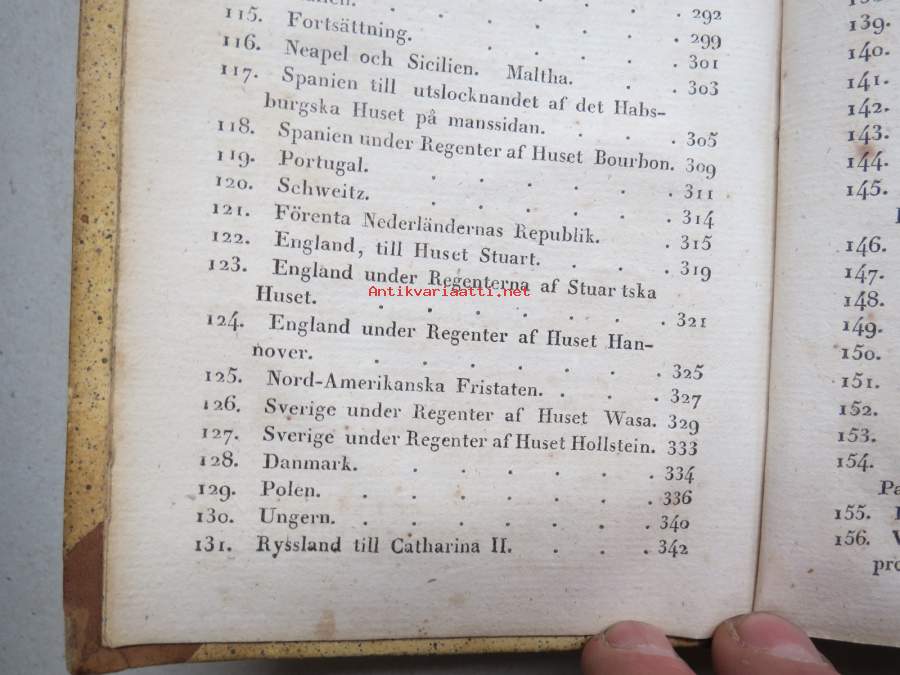 292
115. Fortsättning. . . . . 299
116. Neapel och Sicilien. Maltha. . . 301
117. Spanien till utslocknandet af det Habs- 303
burgska Huset på manssidan. . . . 305
118. Spanien under Regenter af Huset Bourbon. 309
119. Portugal. . . . . . . 311
120. Schweitz. . . . . . . 314
121. Förenta Nederländernas Republik. . 315
122. England, till Huset Stuart. . . . 319
123. England under Regenterna af Stuartska
Huset. . . . . . . . 321
124. England under Regenter af Huset Han-
nover. . . . . . . . 325
125. Nord-Amerikanska Fristaten. . . . 327
126. Sverige under Regenter af Huset Wasa. 329
127. Sverige under Regenter af Huset Hollstein. 333
128. Danmark. . . . . . . 334
129. Polen. . . . . . . . 336
130. Ungern. . . . . . . . 340
131. Ryssland till Catharina II. . . . 342
Antikvariaatti.net
139.
140.
141.
142.
143.
144.
145.
146.
147.
148.
149.
150.
151.
152.
153.
154.
155.
156.